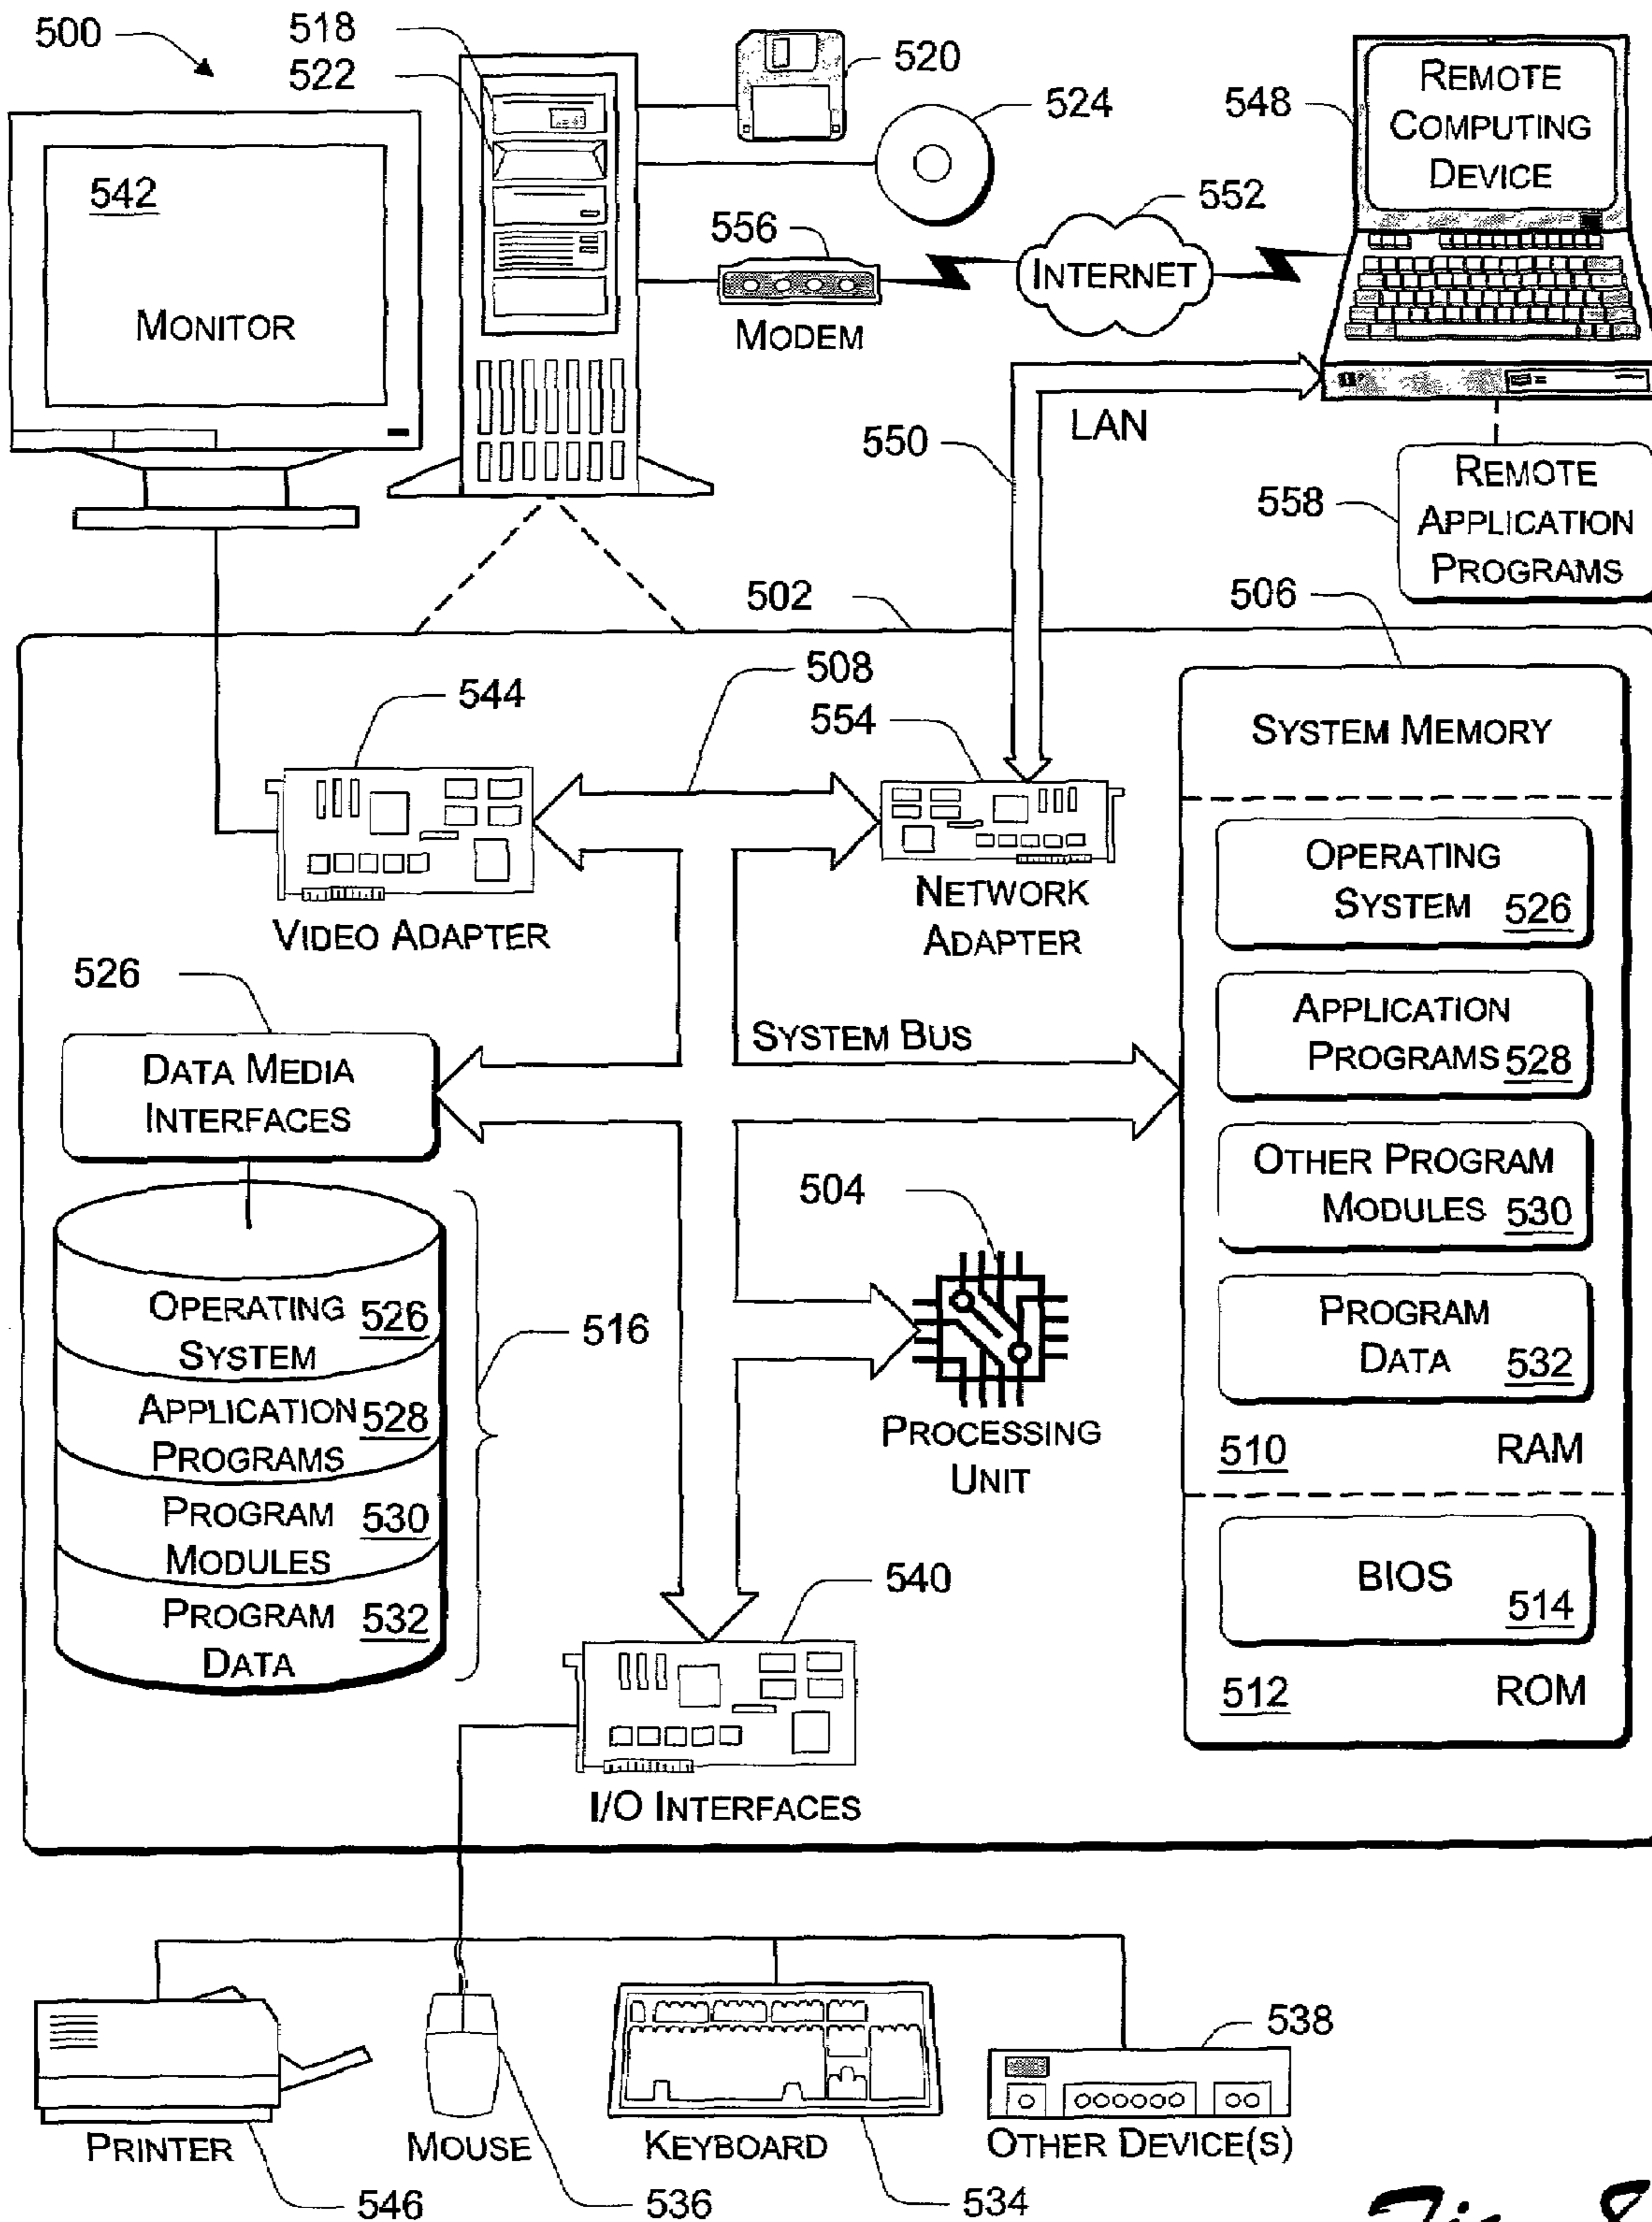 500
518
522
520
524
548
REMOTE
COMPUTING
DEVICE
542
MONITOR
556
MODEM
552
INTERNET
550
LAN
558
REMOTE
APPLICATION
PROGRAMS
502
506
508
544
554
VIDEO ADAPTER
NETWORK
ADAPTER
SYSTEM MEMORY
OPERATING
SYSTEM 526
APPLICATION
PROGRAMS 528
OTHER PROGRAM
MODULES 530
PROGRAM
DATA 532
510 RAM
BIOS
514
512 ROM
526
DATA MEDIA
INTERFACES
SYSTEM BUS
504
PROCESSING
UNIT
OPERATING 526
SYSTEM
APPLICATION 528
PROGRAMS
PROGRAM 530
MODULES
PROGRAM 532
DATA
516
540
I/O INTERFACES
PRINTER
546
MOUSE
536
KEYBOARD
534
538
OTHER DEVICE(S)
Fig. 8